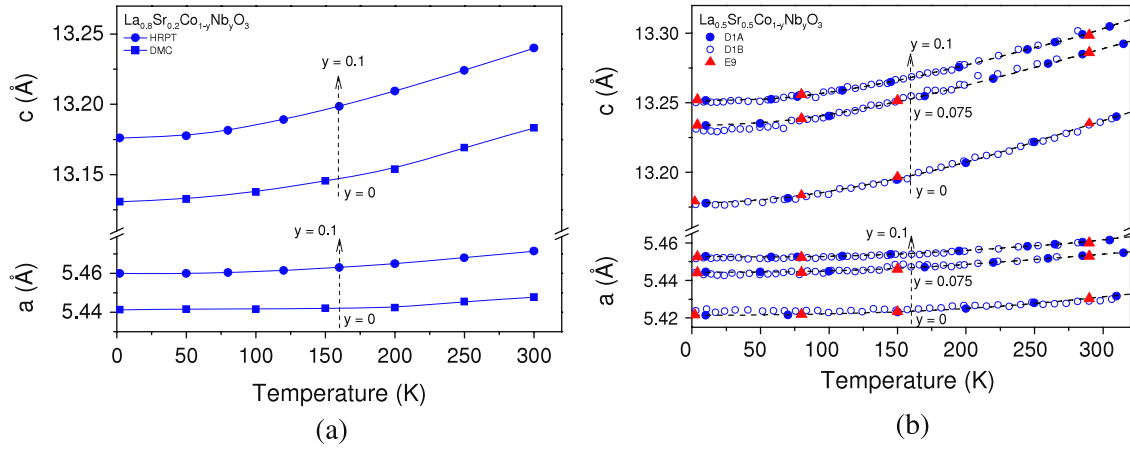 La0.8Sr0.2Co1-yNbyO3
HRPT
DMC
y = 0.1
y = 0
y = 0.1
y = 0
c (Å)
a (Å)
13.25
13.20
13.15
5.46
5.44
0 50 100 150 200 250 300
Temperature (K)
(a)
La0.5Sr0.5Co1-yNbyO3
D1A
D1B
E9
y = 0.1
y = 0.075
y = 0
y = 0.1
y = 0.075
y = 0
c (Å)
a (Å)
13.30
13.25
13.20
5.46
5.44
5.42
0 50 100 150 200 250 300
Temperature (K)
(b)